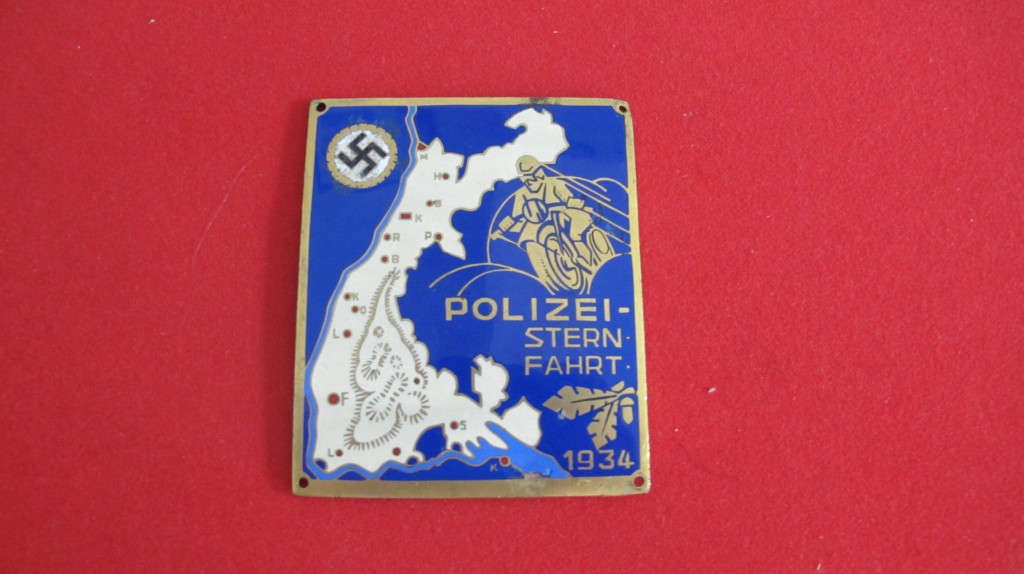 M
H
B
K
R P
B
K
O
L
F
L
S
K
POLIZEI-
STERN-
FAHRT-
1934